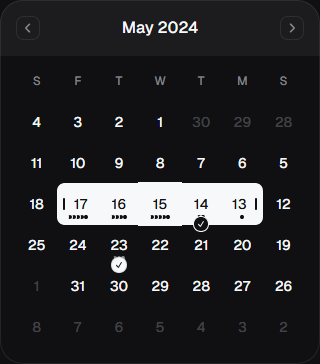 May 2024
S F T W T M S
4 3 2 1 30 29 28
11 10 9 8 7 6 5
18 17 16 15 14 13 12
25 24 23 22 21 20 19
1 31 30 29 28 27 26
8 7 6 5 4 3 2